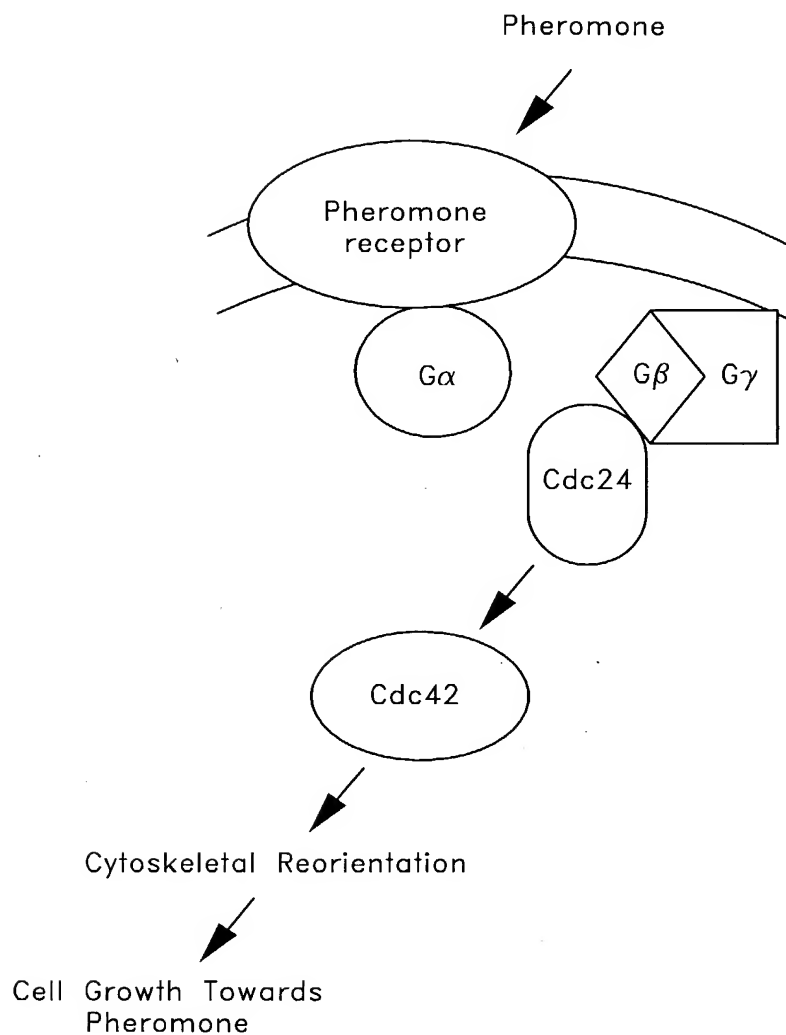 Pheromone
Pheromone
receptor
Gα
Gβ
Gγ
Cdc24
Cdc42
Cytoskeletal Reorientation
Cell Growth Towards
Pheromone